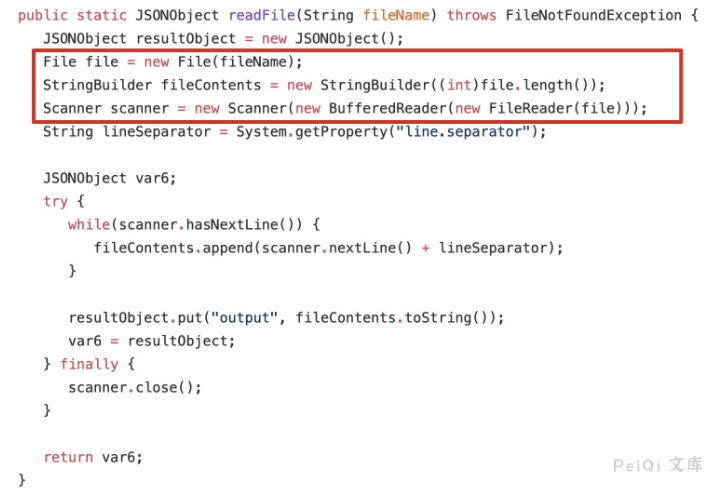 public static JSONObject readFile(String fileName) throws FileNotFoundException {
   JSONObject resultObject = new JSONObject();
   File file = new File(fileName);
   StringBuilder fileContents = new StringBuilder((int)file.length());
   Scanner scanner = new Scanner(new BufferedReader(new FileReader(file)));
   String lineSeparator = System.getProperty("line.separator");

   JSONObject var6;
   try {
      while(scanner.hasNextLine()) {
         fileContents.append(scanner.nextLine() + lineSeparator);
      }

      resultObject.put("output", fileContents.toString());
      var6 = resultObject;
   } finally {
      scanner.close();
   }

   return var6;
}
PeiQi 文库